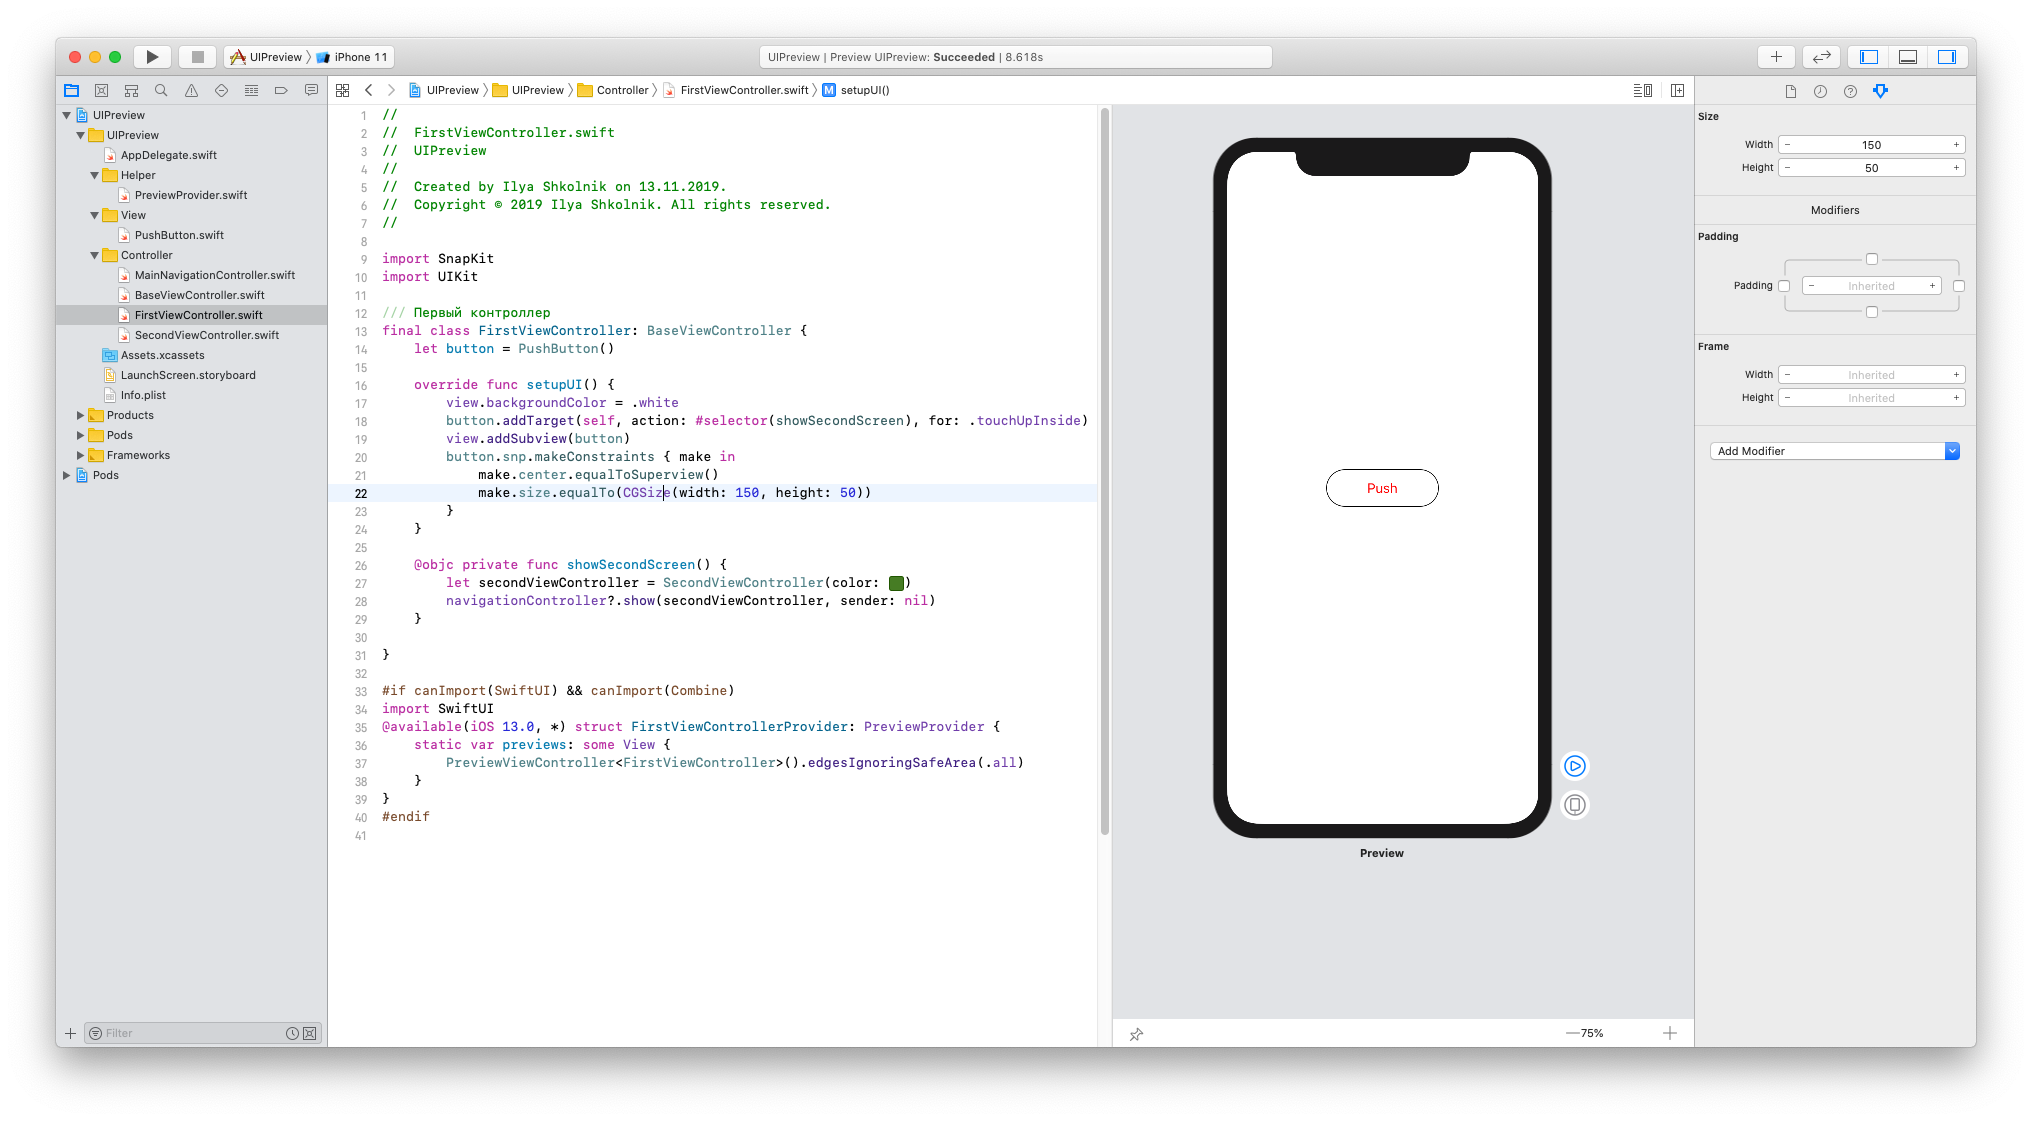 UIPreview
iPhone 11
UIPreview | Preview UIPreview: Succeeded | 8.618s
UIPreview
UIPreview
AppDelegate.swift
Helper
PreviewProvider.swift
View
PushButton.swift
Controller
MainNavigationController.swift
BaseViewController.swift
FirstViewController.swift
SecondViewController.swift
Assets.xcassets
LaunchScreen.storyboard
Info.plist
Products
Pods
Frameworks
Pods
Filter
UIPreview
UIPreview
Controller
FirstViewController.swift
M setupUI()
1 //
2 //  FirstViewController.swift
3 //  UIPreview
4 //
5 //  Created by Ilya Shkolnik on 13.11.2019.
6 //  Copyright © 2019 Ilya Shkolnik. All rights reserved.
7 //
8
9 import SnapKit
10 import UIKit
11
12 /// Первый контроллер
13 final class FirstViewController: BaseViewController {
14     let button = PushButton()
15
16     override func setupUI() {
17         view.backgroundColor = .white
18         button.addTarget(self, action: #selector(showSecondScreen), for: .touchUpInside)
19         view.addSubview(button)
20         button.snp.makeConstraints { make in
21             make.center.equalToSuperview()
22             make.size.equalTo(CGSize(width: 150, height: 50))
23         }
24     }
25
26     @objc private func showSecondScreen() {
27         let secondViewController = SecondViewController(color: )
28         navigationController?.show(secondViewController, sender: nil)
29     }
30
31 }
32
33 #if canImport(SwiftUI) && canImport(Combine)
34 import SwiftUI
35 @available(iOS 13.0, *) struct FirstViewControllerProvider: PreviewProvider {
36     static var previews: some View {
37         PreviewViewController<FirstViewController>().edgesIgnoringSafeArea(.all)
38     }
39 }
40 #endif
41
Push
Preview
75%
Size
Width − 150 +
Height − 50 +
Modifiers
Padding
Padding − Inherited +
Frame
Width − Inherited +
Height − Inherited +
Add Modifier